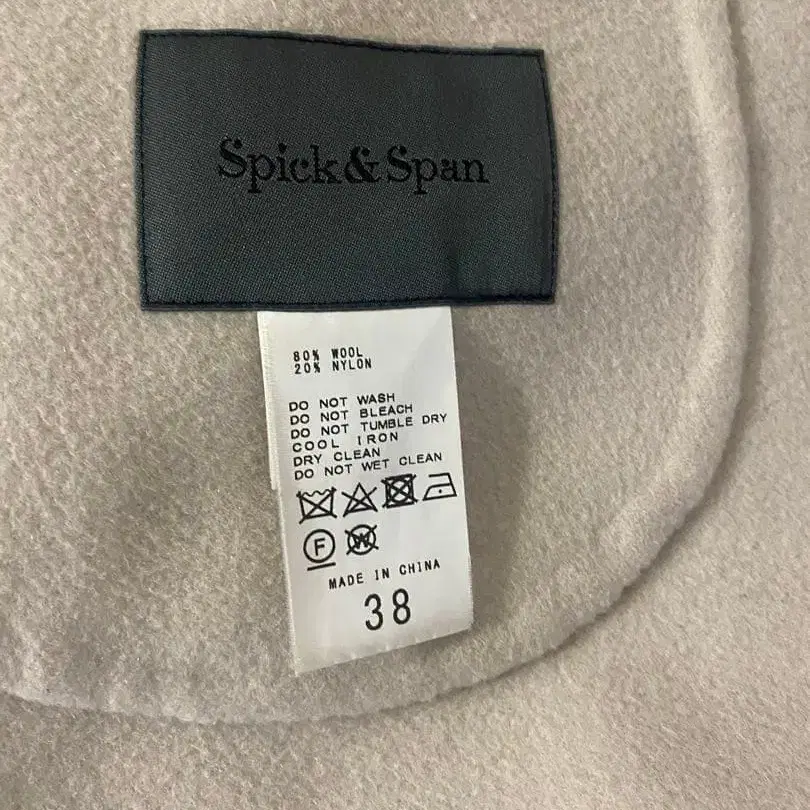 Spick&Span
80% WOOL
20% NYLON
DO NOT WASH
DO NOT BLEACH
DO NOT TUMBLE DRY
COOL IRON
DRY CLEAN
DO NOT WET CLEAN
F W
MADE IN CHINA
38